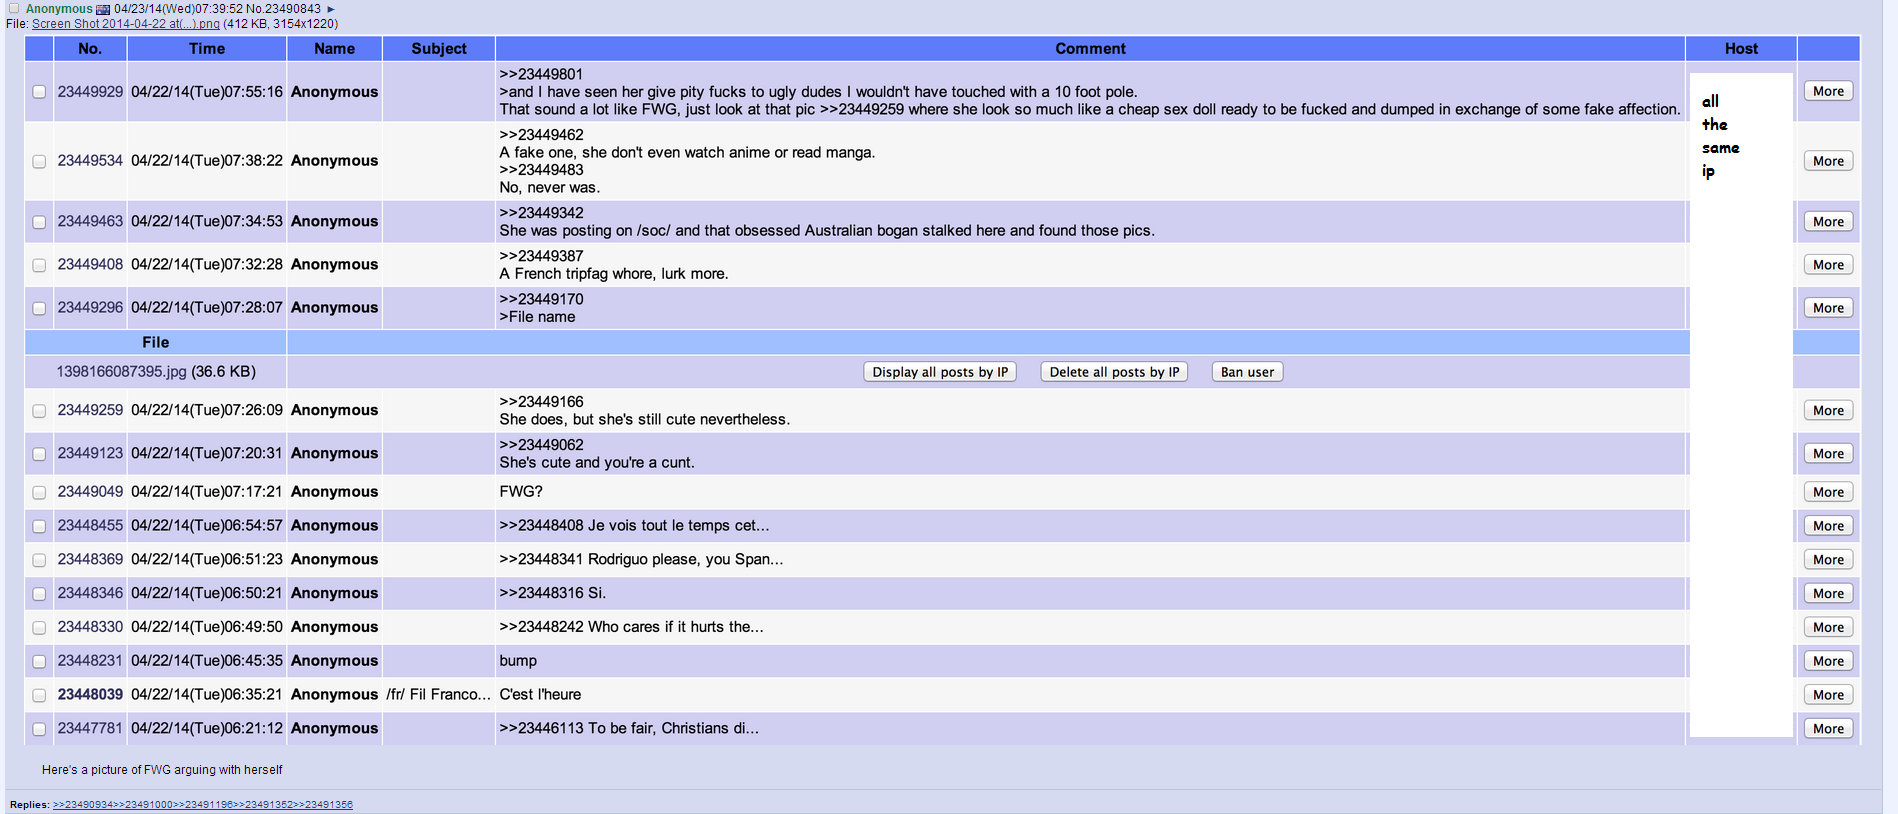 Anonymous 04/23/14(Wed)07:39:52 No.23490843 ►
File: Screen Shot 2014-04-22 at(...).png (412 KB, 3154x1220)
No. Time Name Subject Comment Host
>>23449801
23449929 04/22/14(Tue)07:55:16 Anonymous >and I have seen her give pity fucks to ugly dudes I wouldn't have touched with a 10 foot pole. More
That sound a lot like FWG, just look at that pic >>23449259 where she look so much like a cheap sex doll ready to be fucked and dumped in exchange of some fake affection.
all
the
same
ip
>>23449462
A fake one, she don't even watch anime or read manga.
23449534 04/22/14(Tue)07:38:22 Anonymous More
>>23449483
No, never was.
>>23449342
23449463 04/22/14(Tue)07:34:53 Anonymous More
She was posting on /soc/ and that obsessed Australian bogan stalked here and found those pics.
>>23449387
23449408 04/22/14(Tue)07:32:28 Anonymous More
A French tripfag whore, lurk more.
>>23449170
23449296 04/22/14(Tue)07:28:07 Anonymous More
>File name
File
1398166087395.jpg (36.6 KB) Display all posts by IP Delete all posts by IP Ban user
>>23449166
23449259 04/22/14(Tue)07:26:09 Anonymous More
She does, but she's still cute nevertheless.
>>23449062
23449123 04/22/14(Tue)07:20:31 Anonymous More
She's cute and you're a cunt.
23449049 04/22/14(Tue)07:17:21 Anonymous FWG? More
23448455 04/22/14(Tue)06:54:57 Anonymous >>23448408 Je vois tout le temps cet... More
23448369 04/22/14(Tue)06:51:23 Anonymous >>23448341 Rodriguo please, you Span... More
23448346 04/22/14(Tue)06:50:21 Anonymous >>23448316 Si. More
23448330 04/22/14(Tue)06:49:50 Anonymous >>23448242 Who cares if it hurts the... More
23448231 04/22/14(Tue)06:45:35 Anonymous bump More
23448039 04/22/14(Tue)06:35:21 Anonymous /fr/ Fil Franco... C'est l'heure More
23447781 04/22/14(Tue)06:21:12 Anonymous >>23446113 To be fair, Christians di... More
Here's a picture of FWG arguing with herself
Replies: >>23490934>>23491000>>23491196>>23491352>>23491356